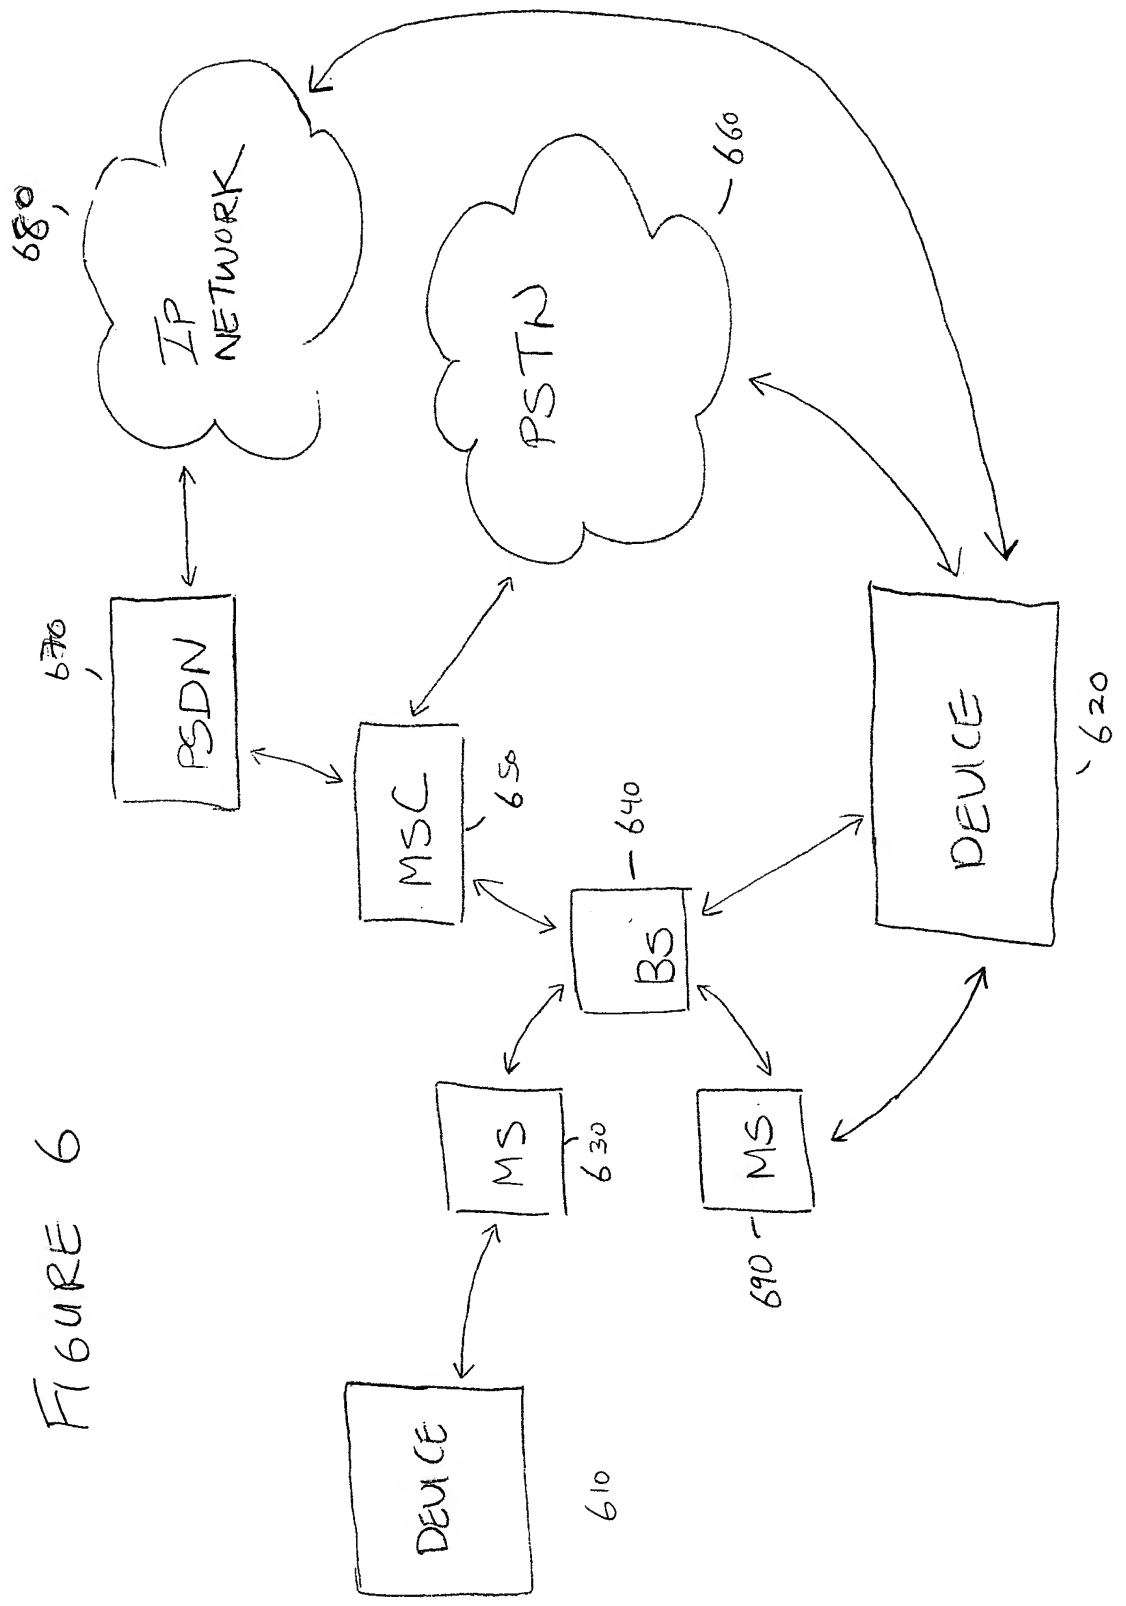 FIGURE 6
680
IP
NETWORK
670
PSDN
PSTN
660
MSC
650
640
BS
MS
630
DEVICE
610
MS
690
DEVICE
620